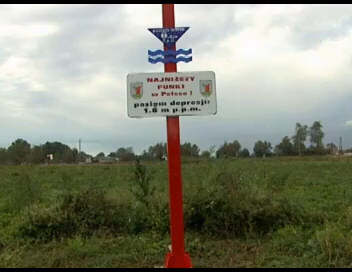 NAJNIŻSZY
PUNKT
w Polsce !
poziom depresji:
1,8 m p.p.m.